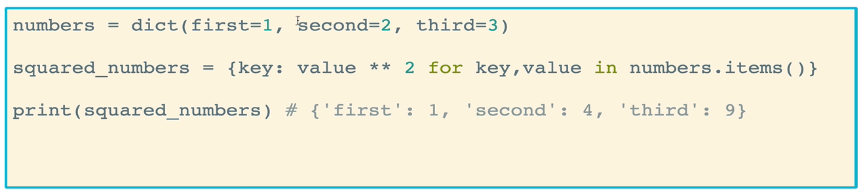 numbers = dict(first=1, second=2, third=3)
squared_numbers = {key: value ** 2 for key,value in numbers.items()}
print(squared_numbers) # {'first': 1, 'second': 4, 'third': 9}